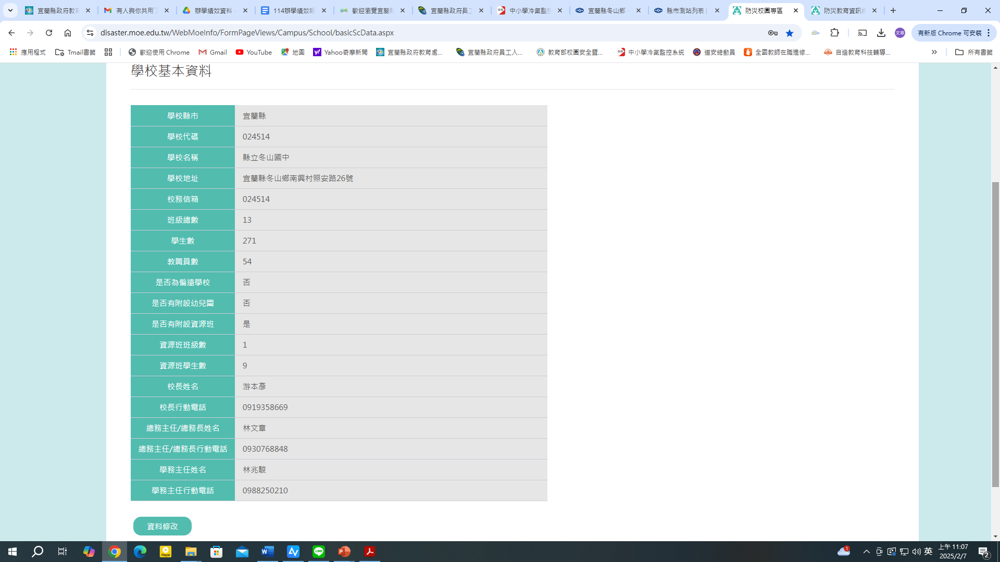 宜蘭縣政府教育
有人與你共用了
辦學績效資料 -
114辦學績效報
歡迎瀏覽宜蘭縣
宜蘭縣政府員工
中小學冷氣監控
宜蘭縣冬山鄉 -
縣市測站列表 |
防災校園專區
防災教育資訊網
disaster.moe.edu.tw/WebMoeInfo/FormPageViews/Campus/School/basicScData.aspx
文章
有新版 Chrome 可安裝
應用程式
Tmail書籤
歡迎使用 Chrome
Gmail
YouTube
地圖
Yahoo奇摩新聞
宜蘭縣政府教育處...
宜蘭縣政府員工入...
教育部校園安全暨...
中小學冷氣監控系統
道安總動員
全國教師在職進修...
自造教育科技輔導...
所有書籤
學校基本資料
學校縣市 宜蘭縣
學校代碼 024514
學校名稱 縣立冬山國中
學校地址 宜蘭縣冬山鄉南興村照安路26號
校務信箱 024514
班級總數 13
學生數 271
教職員數 54
是否為偏遠學校 否
是否有附設幼兒園 否
是否有附設資源班 是
資源班班級數 1
資源班學生數 9
校長姓名 游本彥
校長行動電話 0919358669
總務主任/總務長姓名 林文章
總務主任/總務長行動電話 0930768848
學務主任姓名 林兆駿
學務主任行動電話 0988250210
資料修改
Player
LINE
1
英
上午 11:07
2025/2/7
2